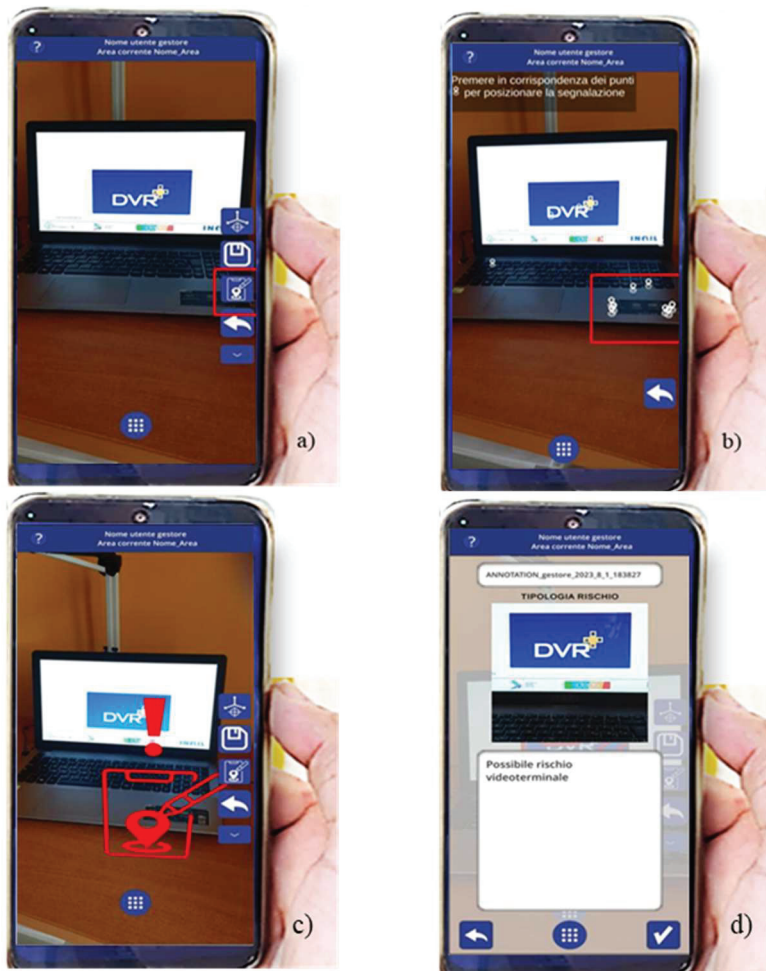 ?
Nome utente gestore
Area corrente Nome_Area
DVR
a)
?
Nome utente gestore
Area corrente Nome_Area
Premere in corrispondenza dei punti
per posizionare la segnalazione
DVR
b)
?
Nome utente gestore
Area corrente Nome_Area
DVR
!
c)
?
Nome utente gestore
Area corrente Nome_Area
ANNOTATION_gestore_2023_8_1_183827
TIPOLOGIA RISCHIO
DVR
Possibile rischio
videoterminale
d)